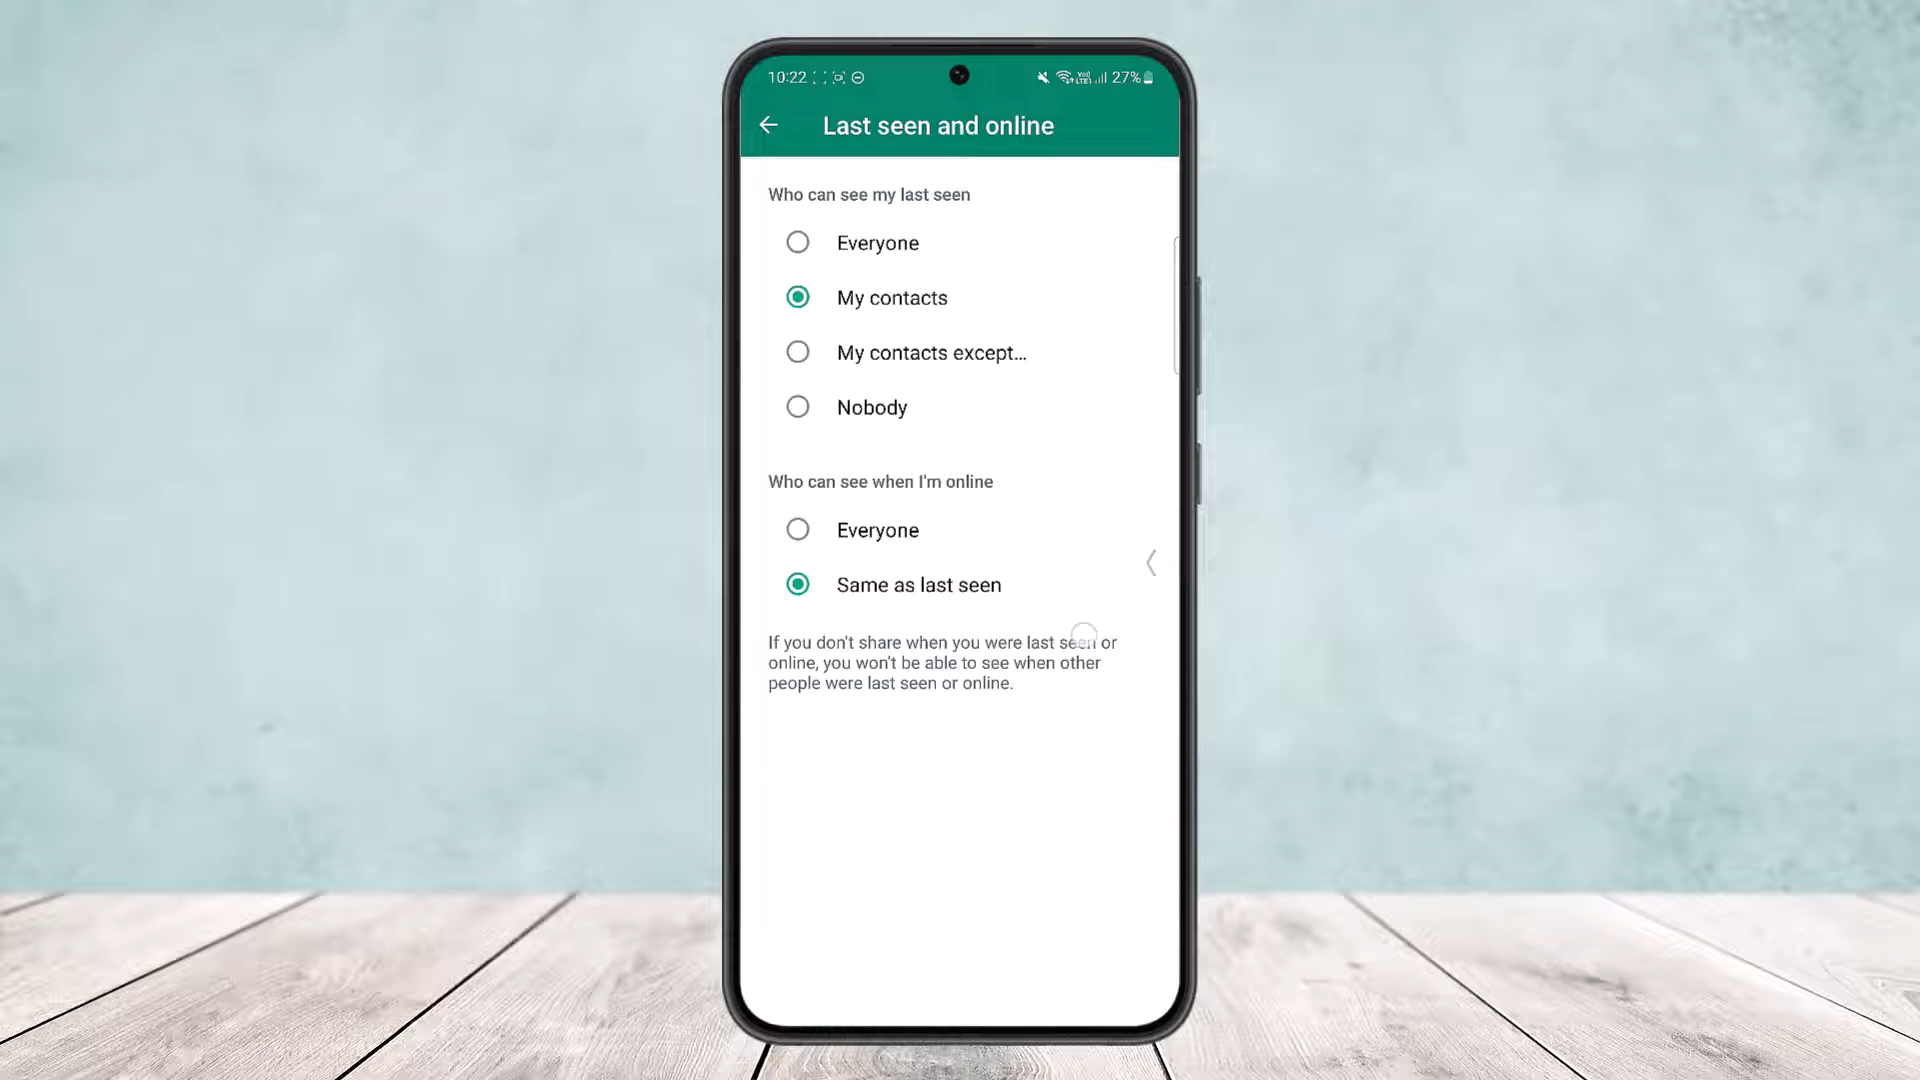 10:22 27%
Last seen and online
Who can see my last seen
Everyone
My contacts
My contacts except...
Nobody
Who can see when I'm online
Everyone
Same as last seen
If you don't share when you were last seen or
online, you won't be able to see when other
people were last seen or online.